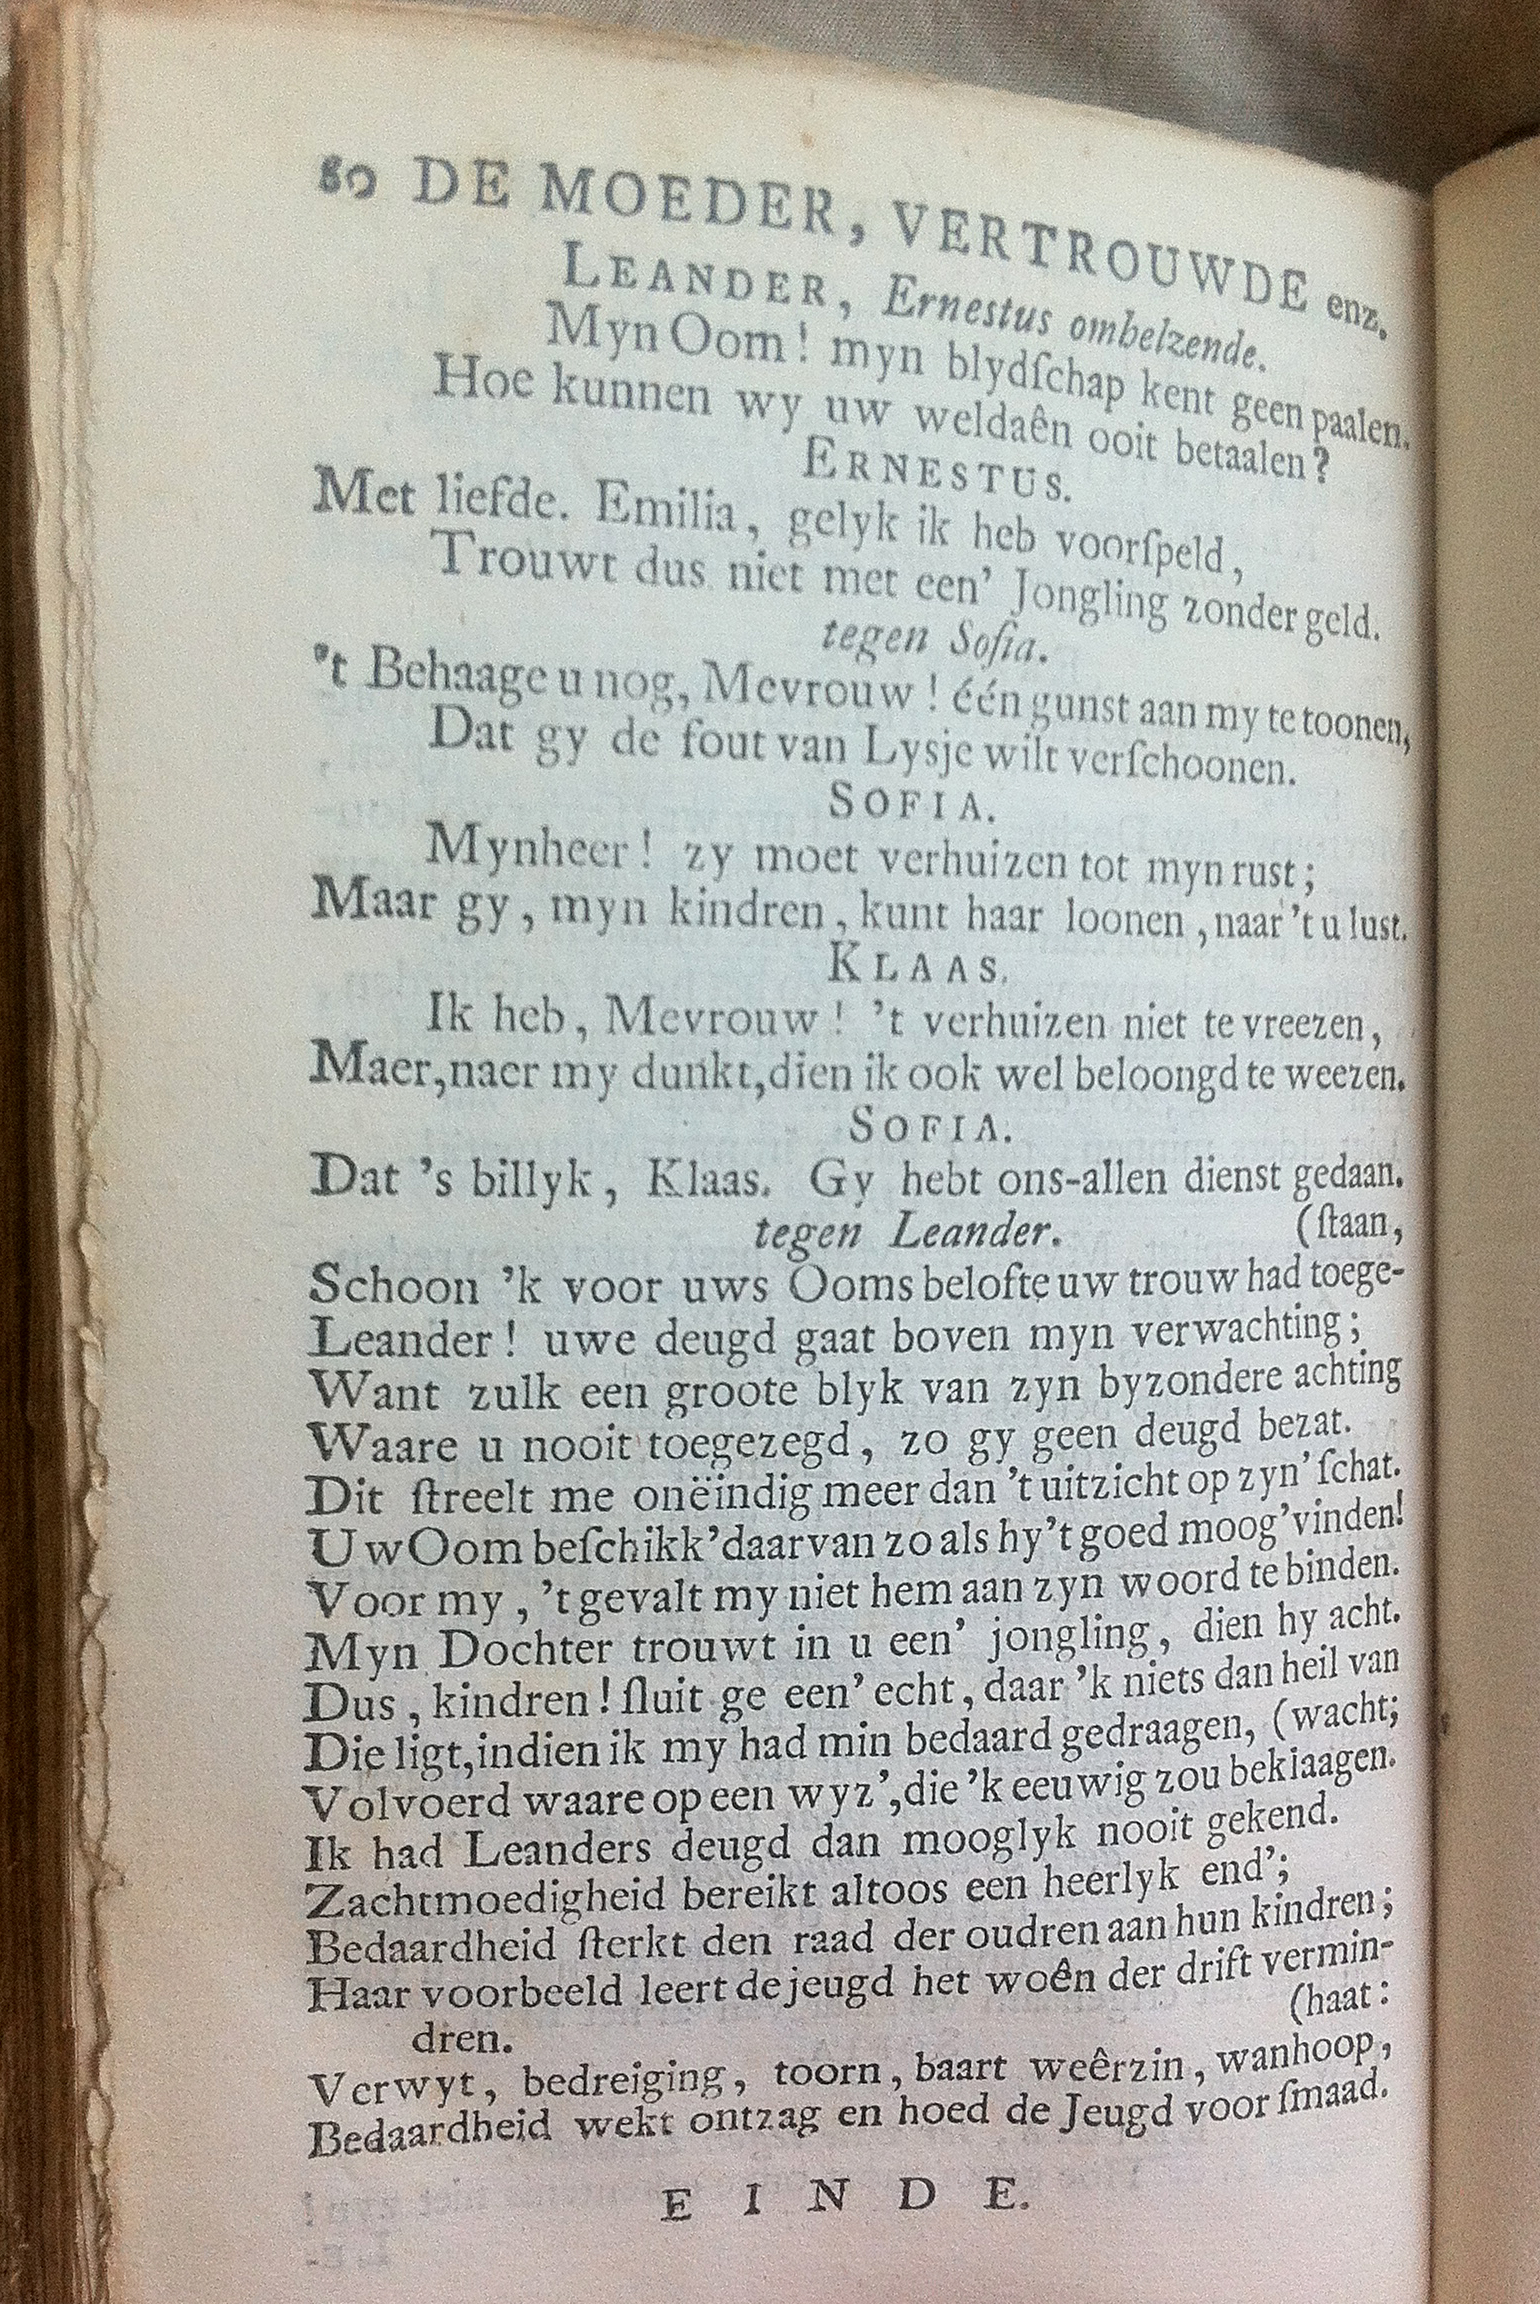 80 DE MOEDER, VERTROUWDE enz.
LEANDER, Ernestus ombelzende.
Myn Oom! myn blydſchap kent geen paalen.
Hoe kunnen wy uw weldaên ooit betaalen?
ERNESTUS.
Met liefde. Emilia, gelyk ik heb voorſpeld,
Trouwt dus niet met een' Jongling zonder geld.
tegen Sofia.
't Behaage u nog, Mevrouw! één gunst aan my te toonen,
Dat gy de fout van Lysje wilt verſchoonen.
SOFIA.
Mynheer! zy moet verhuizen tot myn rust;
Maar gy, myn kindren, kunt haar loonen, naar 't u lust.
KLAAS.
Ik heb, Mevrouw! 't verhuizen niet te vreezen,
Maer, naer my dunkt, dien ik ook wel beloongd te weezen.
SOFIA.
Dat 's billyk, Klaas. Gy hebt ons-allen dienst gedaan.
tegen Leander. (ſtaan,
Schoon 'k voor uws Ooms belofte uw trouw had toege-
Leander! uwe deugd gaat boven myn verwachting;
Want zulk een groote blyk van zyn byzondere achting
Waare u nooit toegezegd, zo gy geen deugd bezat.
Dit ſtreelt me onëindig meer dan 't uitzicht op zyn' ſchat.
Uw Oom beſchikk' daar van zo als hy 't goed moog' vinden!
Voor my, 't gevalt my niet hem aan zyn woord te binden.
Myn Dochter trouwt in u een' jongling, dien hy acht.
Dus, kindren! ſluit ge een' echt, daar 'k niets dan heil van
Die ligt, indien ik my had min bedaard gedraagen, (wacht;
Volvoerd waare op een wyz', die 'k eeuwig zou beklaagen.
Ik had Leanders deugd dan mooglyk nooit gekend.
Zachtmoedigheid bereikt altoos een heerlyk end';
Bedaardheid ſterkt den raad der oudren aan hun kindren;
Haar voorbeeld leert de jeugd het woên der drift vermin-
dren. (haat:
Verwyt, bedreiging, toorn, baart weêrzin, wanhoop,
Bedaardheid wekt ontzag en hoed de Jeugd voor ſmaad.
EINDE.